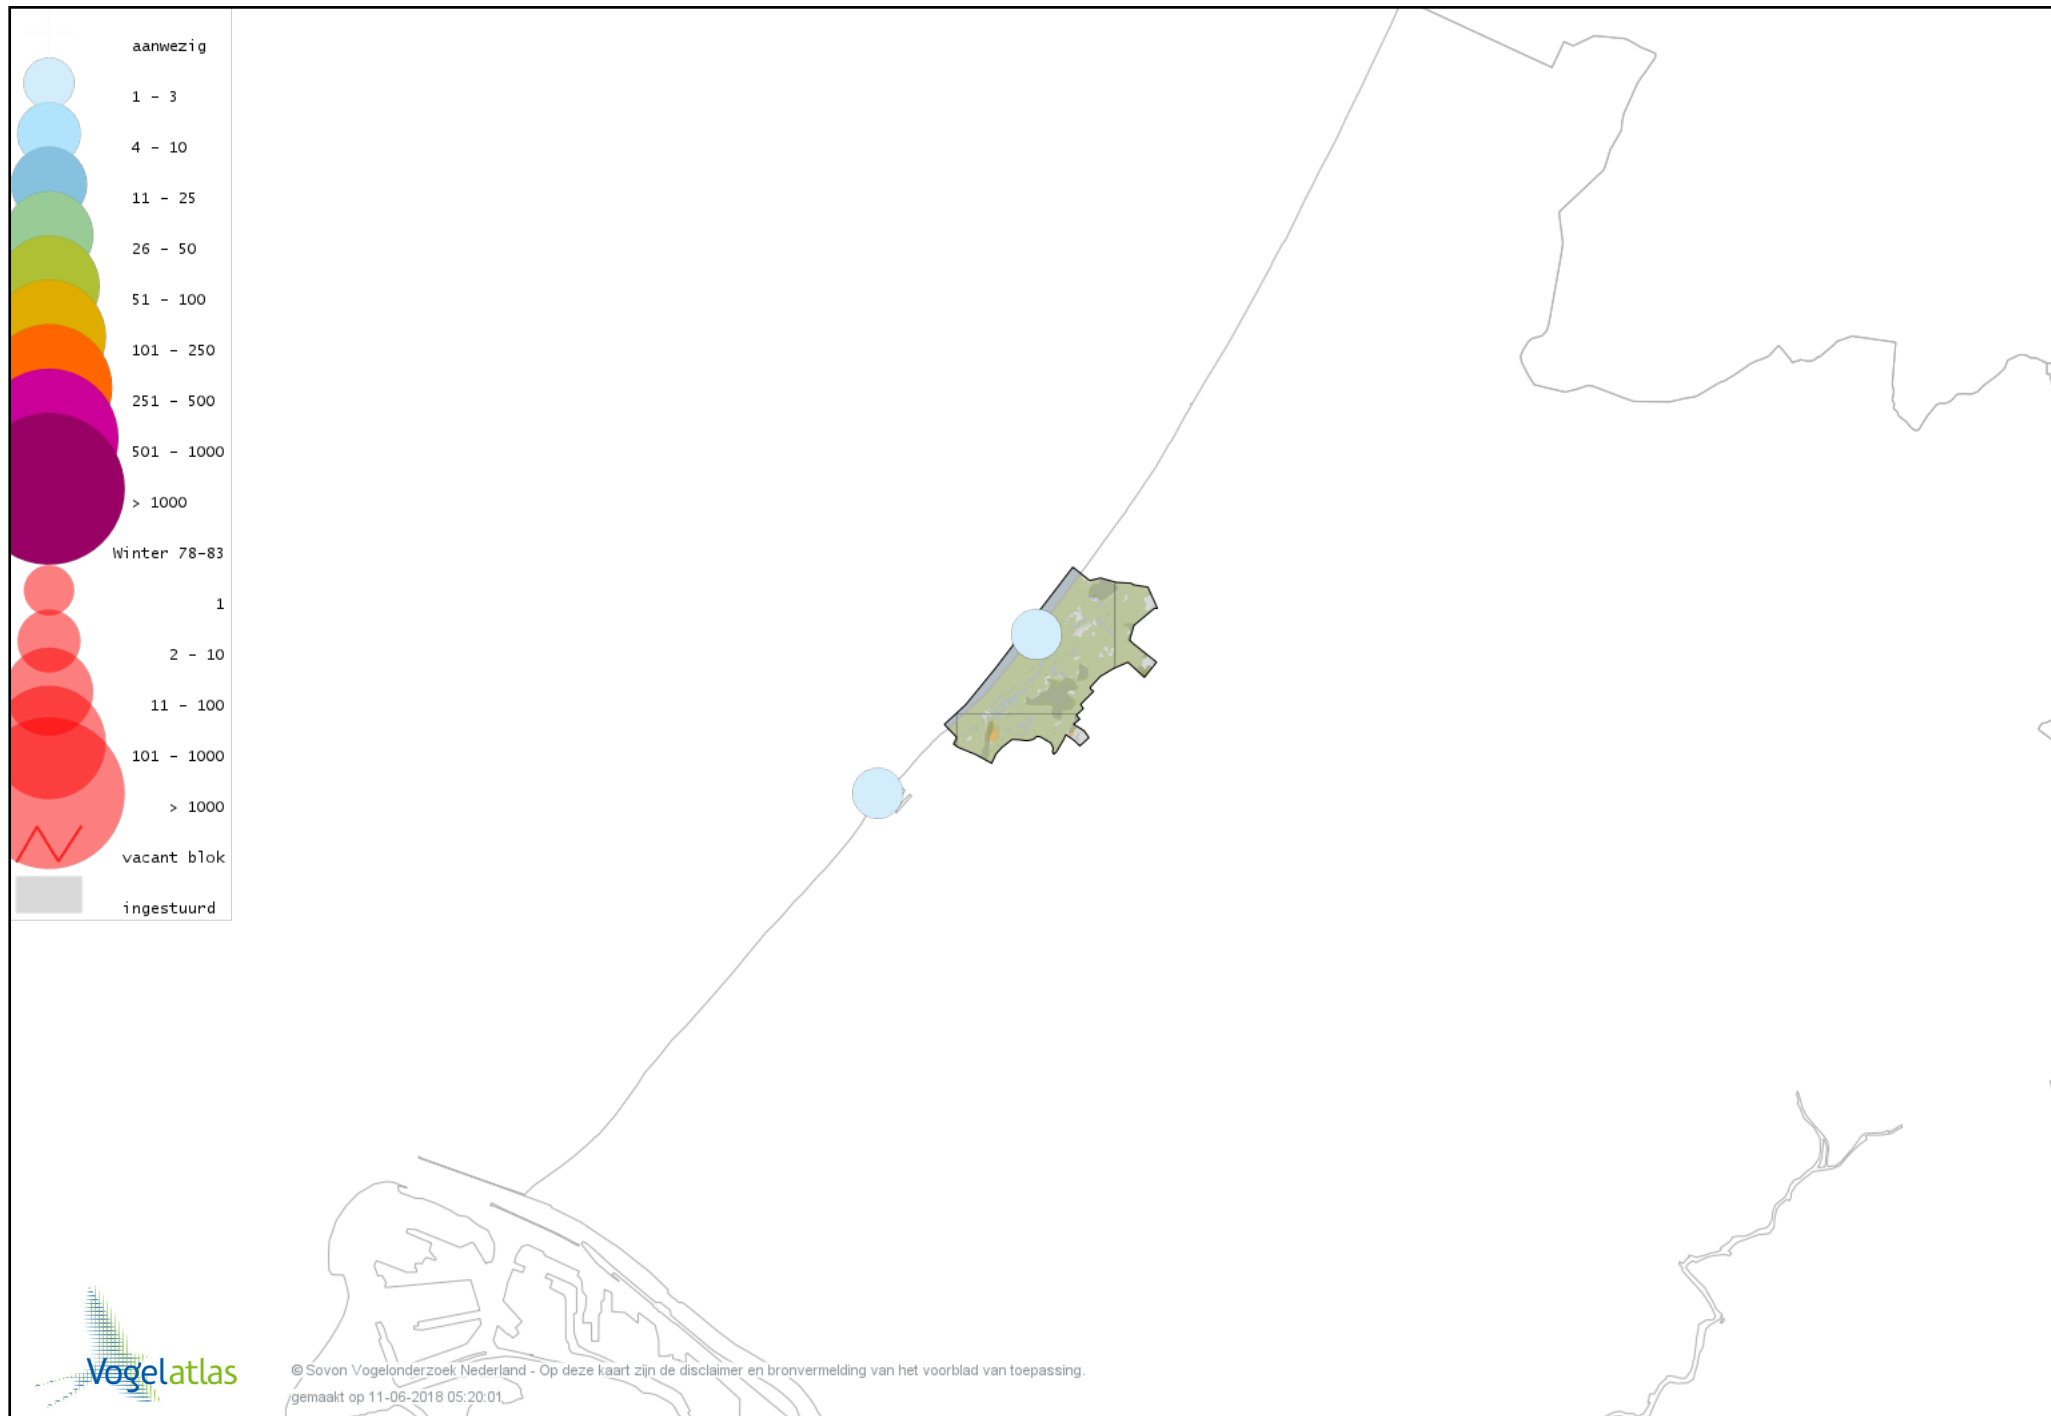 aanwezig
1 - 3
4 - 10
11 - 25
26 - 50
51 - 100
101 - 250
251 - 500
501 - 1000
> 1000
Winter 78-83
1
2 - 10
11 - 100
101 - 1000
> 1000
vacant blok
ingestuurd
Vogelatlas
© Sovon Vogelonderzoek Nederland - Op deze kaart zijn de disclaimer en bronvermelding van het voorblad van toepassing.
gemaakt op 11-06-2018 05:20:01